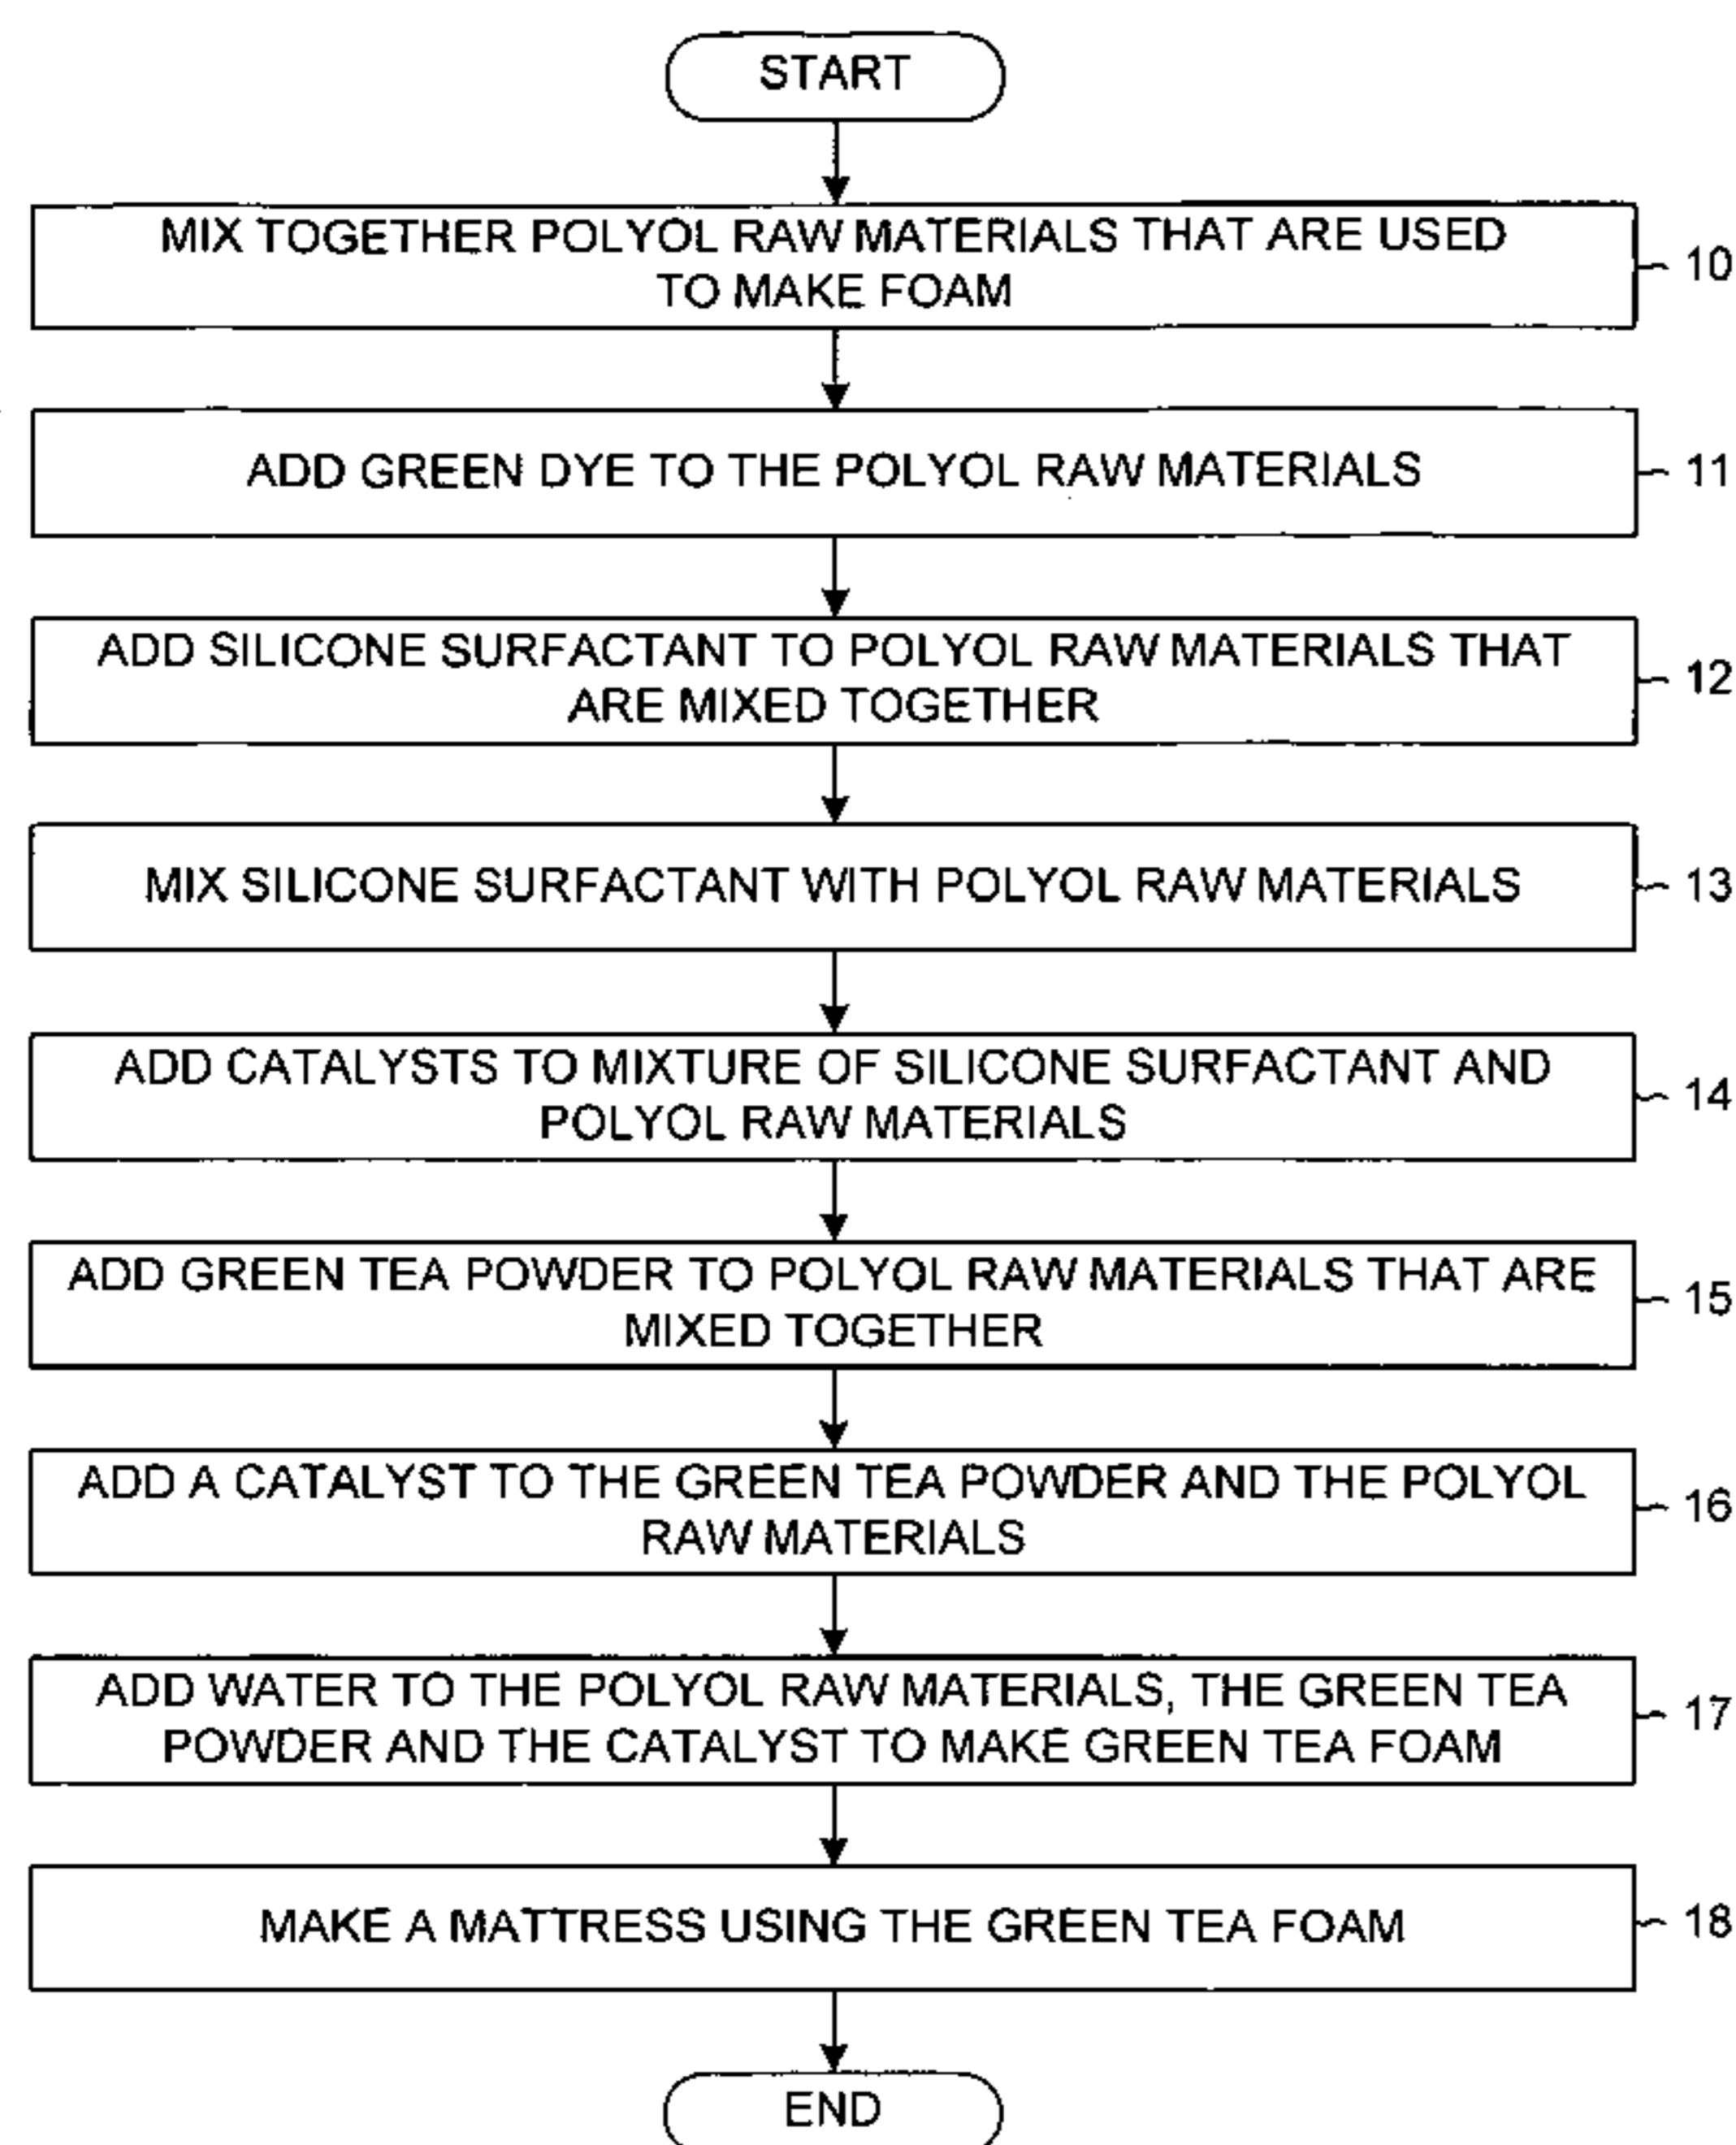 START
MIX TOGETHER POLYOL RAW MATERIALS THAT ARE USED
TO MAKE FOAM
10
ADD GREEN DYE TO THE POLYOL RAW MATERIALS
11
ADD SILICONE SURFACTANT TO POLYOL RAW MATERIALS THAT
ARE MIXED TOGETHER
12
MIX SILICONE SURFACTANT WITH POLYOL RAW MATERIALS
13
ADD CATALYSTS TO MIXTURE OF SILICONE SURFACTANT AND
POLYOL RAW MATERIALS
14
ADD GREEN TEA POWDER TO POLYOL RAW MATERIALS THAT ARE
MIXED TOGETHER
15
ADD A CATALYST TO THE GREEN TEA POWDER AND THE POLYOL
RAW MATERIALS
16
ADD WATER TO THE POLYOL RAW MATERIALS, THE GREEN TEA
POWDER AND THE CATALYST TO MAKE GREEN TEA FOAM
17
MAKE A MATTRESS USING THE GREEN TEA FOAM
18
END